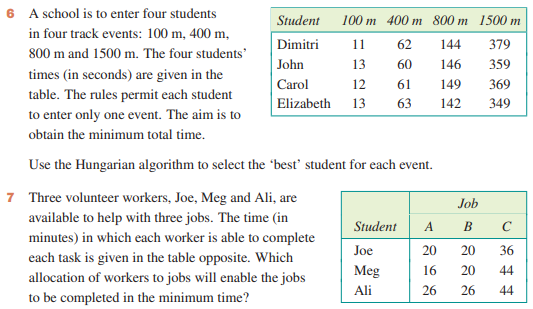 6 A school is to enter four students
in four track events: 100 m, 400 m,
800 m and 1500 m. The four students’
times (in seconds) are given in the
table. The rules permit each student
to enter only one event. The aim is to
obtain the minimum total time.
Student 100 m 400 m 800 m 1500 m
Dimitri 11 62 144 379
John 13 60 146 359
Carol 12 61 149 369
Elizabeth 13 63 142 349
Use the Hungarian algorithm to select the ‘best’ student for each event.
7 Three volunteer workers, Joe, Meg and Ali, are
available to help with three jobs. The time (in
minutes) in which each worker is able to complete
each task is given in the table opposite. Which
allocation of workers to jobs will enable the jobs
to be completed in the minimum time?
Job
Student A B C
Joe 20 20 36
Meg 16 20 44
Ali 26 26 44